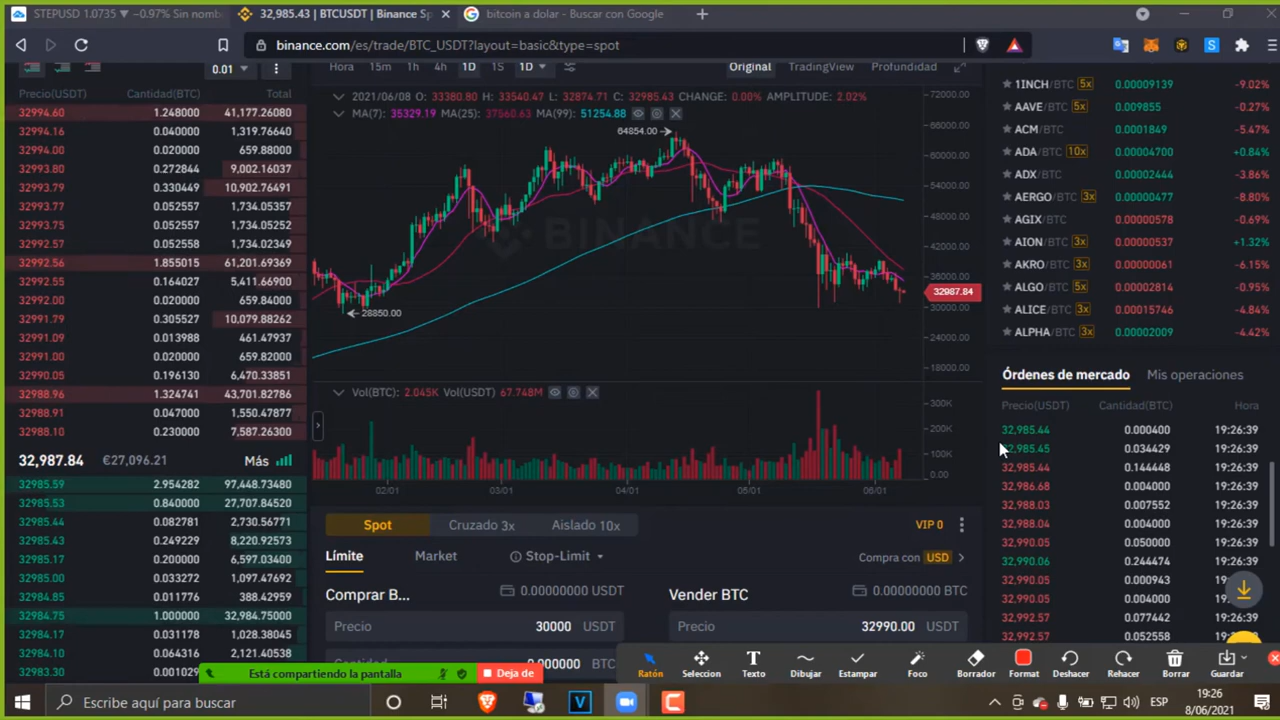 STEPUSD 1.0735 ▼ −0.97% Sin nomb
32,985.43 | BTCUSDT | Binance Sp
bitcoin a dolar - Buscar con Google
binance.com/es/trade/BTC_USDT?layout=basic&type=spot
0.01
Precio(USDT) Cantidad(BTC) Total
32994.60 1.248000 41,177.26080
32994.16 0.040000 1,319.76640
32994.00 0.020000 659.88000
32993.80 0.272844 9,002.16037
32993.79 0.330449 10,902.76491
32993.77 0.052557 1,734.05357
32993.75 0.052557 1,734.05252
32992.57 0.052558 1,734.02349
32992.56 1.855015 61,201.69369
32992.55 0.164027 5,411.66900
32992.00 0.020000 659.84000
32991.79 0.305527 10,079.88262
32991.09 0.013988 461.47937
32991.00 0.020000 659.82000
32990.05 0.196130 6,470.33851
32988.96 1.324741 43,701.82786
32988.91 0.047000 1,550.47877
32988.10 0.230000 7,587.26300
32,987.84 €27,096.21 Más
32985.59 2.954282 97,448.73480
32985.53 0.840000 27,707.84520
32985.44 0.082781 2,730.56771
32985.43 0.249229 8,220.92573
32985.17 0.200000 6,597.03400
32985.00 0.033272 1,097.47692
32984.85 0.011776 388.42959
32984.75 1.000000 32,984.75000
32984.17 0.031178 1,028.38045
32984.10 0.064316 2,121.40538
32983.30 0.001029
Hora 15m 1h 4h 1D 1S 1D
Original TradingView Profundidad
2021/06/08 O: 33380.80 H: 33540.47 L: 32874.71 C: 32985.43 CHANGE: 0.00% AMPLITUDE: 2.02%
MA(7): 35329.19 MA(25): 37560.63 MA(99): 51254.88
64854.00
28850.00
BINANCE
72000.00
66000.00
60000.00
54000.00
48000.00
42000.00
36000.00
32987.84
30000.00
24000.00
18000.00
Vol(BTC): 2.045K Vol(USDT) 67.748M
300K
200K
100K
0.00
02/01 03/01 04/01 05/01 06/01
Spot Cruzado 3x Aislado 10x VIP 0
Límite Market Stop-Limit Compra con USD
Comprar B... 0.00000000 USDT
Precio 30000 USDT
Cantidad 0.000000 BTC
Vender BTC 0.00000000 BTC
Precio 32990.00 USDT
1INCH/BTC 5x 0.00009139 -9.02%
AAVE/BTC 5x 0.009855 -0.27%
ACM/BTC 0.0001849 -5.47%
ADA/BTC 10x 0.00004700 +0.84%
ADX/BTC 0.00002444 -3.86%
AERGO/BTC 3x 0.00000477 -8.80%
AGIX/BTC 0.00000578 -0.69%
AION/BTC 3x 0.00000537 +1.32%
AKRO/BTC 3x 0.00000061 -6.15%
ALGO/BTC 5x 0.00002814 -0.95%
ALICE/BTC 3x 0.00015746 -4.84%
ALPHA/BTC 3x 0.00002009 -4.42%
Órdenes de mercado Mis operaciones
Precio(USDT) Cantidad(BTC) Hora
32,985.44 0.000400 19:26:39
32,985.45 0.034429 19:26:39
32,985.44 0.144448 19:26:39
32,986.68 0.004000 19:26:39
32,988.03 0.007552 19:26:39
32,988.04 0.004000 19:26:39
32,990.05 0.050000 19:26:39
32,990.06 0.244474 19:26:39
32,990.05 0.000943 19:26:39
32,990.05 0.004000 19:26:39
32,992.57 0.077442 19:26:39
32,992.57 0.052558 19:26:39
Está compartiendo la pantalla Deja de
Ratón Selección Texto Dibujar Estampar Foco Borrador Format Deshacer Rehacer Borrar Guardar
Escribe aquí para buscar
ESP
19:26
8/06/2021